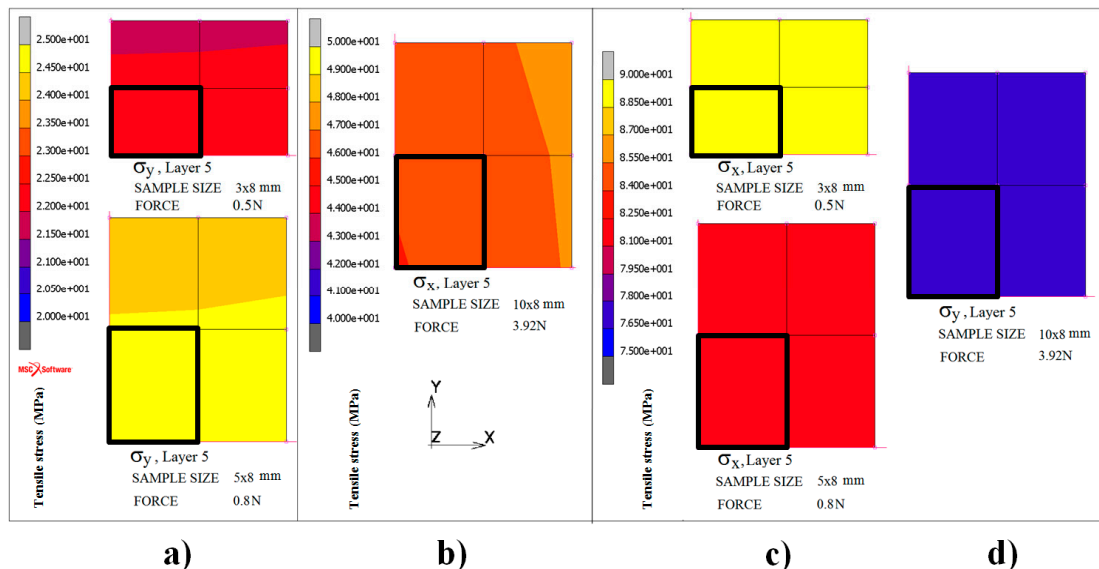 2.500e+001
2.450e+001
2.400e+001
2.350e+001
2.300e+001
2.250e+001
2.200e+001
2.150e+001
2.100e+001
2.050e+001
2.000e+001
MSC Software
Tensile stress (MPa)
σy , Layer 5
SAMPLE SIZE 3x8 mm
FORCE 0.5N
σy , Layer 5
SAMPLE SIZE 5x8 mm
FORCE 0.8N
a)
5.000e+001
4.900e+001
4.800e+001
4.700e+001
4.600e+001
4.500e+001
4.400e+001
4.300e+001
4.200e+001
4.100e+001
4.000e+001
Tensile stress (MPa)
σx, Layer 5
SAMPLE SIZE 10x8 mm
FORCE 3.92N
Y
Z X
b)
9.000e+001
8.850e+001
8.700e+001
8.550e+001
8.400e+001
8.250e+001
8.100e+001
7.950e+001
7.800e+001
7.650e+001
7.500e+001
Tensile stress (MPa)
σx, Layer 5
SAMPLE SIZE 3x8 mm
FORCE 0.5N
σx, Layer 5
SAMPLE SIZE 5x8 mm
FORCE 0.8N
c)
σy , Layer 5
SAMPLE SIZE 10x8 mm
FORCE 3.92N
d)